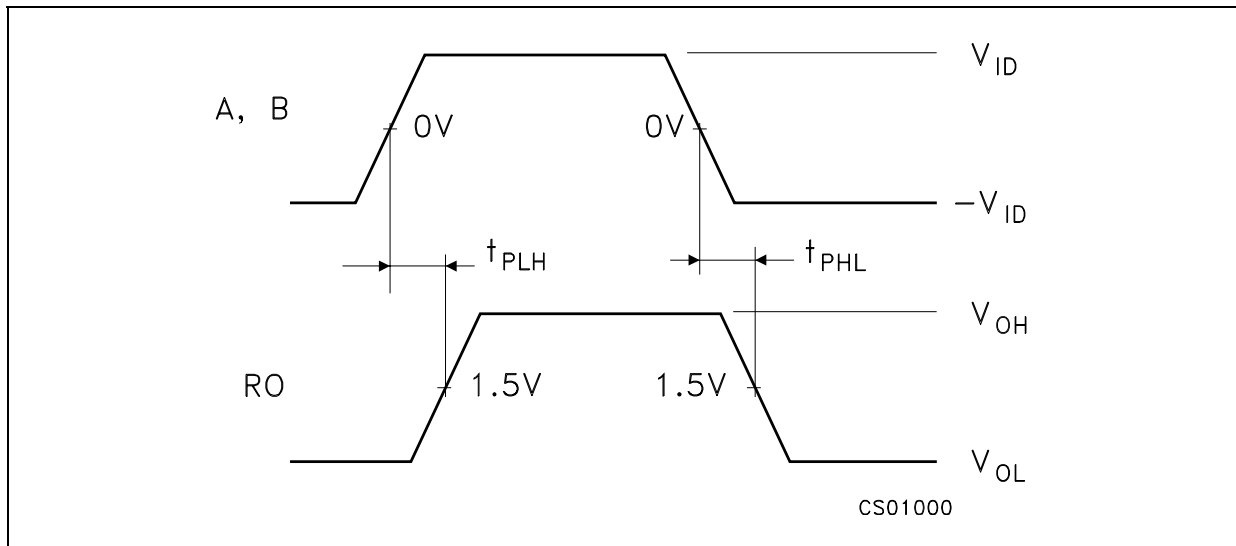 V_ID
A, B
0V 0V
-V_ID
t_PLH t_PHL
V_OH
RO 1.5V 1.5V
V_OL
CS01000